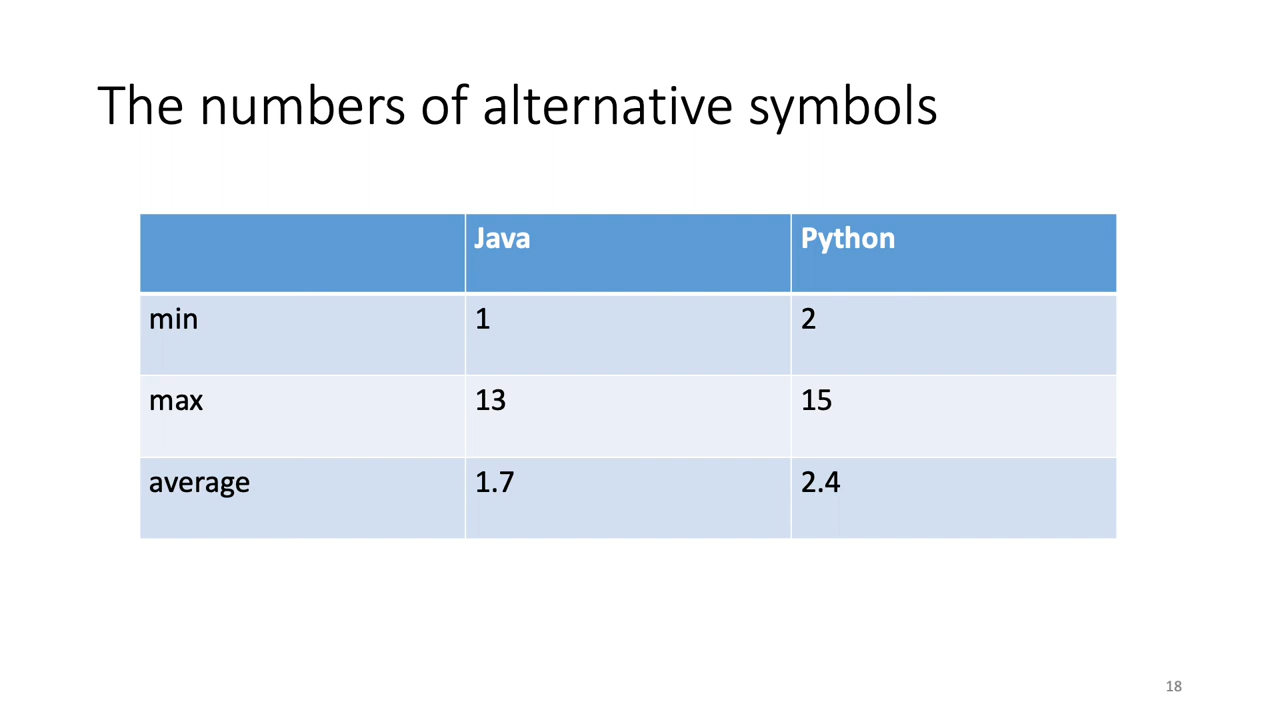 The numbers of alternative symbols
Java Python
min 1 2
max 13 15
average 1.7 2.4
18